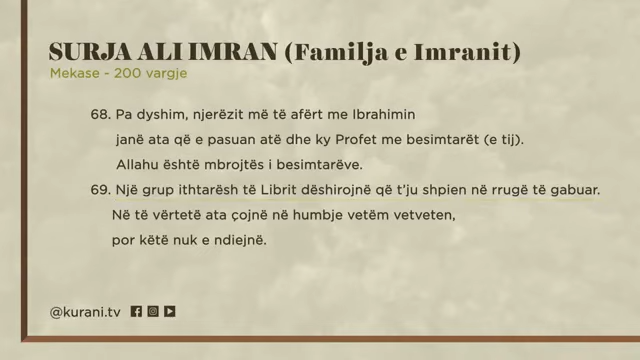 SURJA ALI IMRAN (Familja e Imranit)
Mekase - 200 vargje
68. Pa dyshim, njerëzit më të afërt me Ibrahimin
janë ata që e pasuan atë dhe ky Profet me besimtarët (e tij).
Allahu është mbrojtës i besimtarëve.
69. Një grup ithtarësh të Librit dëshirojnë që t’ju shpien në rrugë të gabuar.
Në të vërtetë ata çojnë në humbje vetëm vetveten,
por këtë nuk e ndiejnë.
@kurani.tv